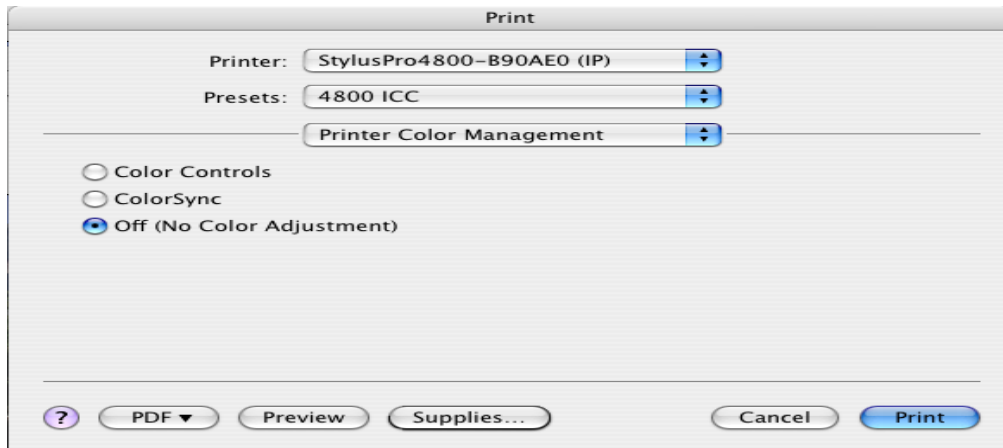 Print
Printer: StylusPro4800-B90AE0 (IP)
Presets: 4800 ICC
Printer Color Management
Color Controls
ColorSync
Off (No Color Adjustment)
? PDF ▼ Preview Supplies... Cancel Print